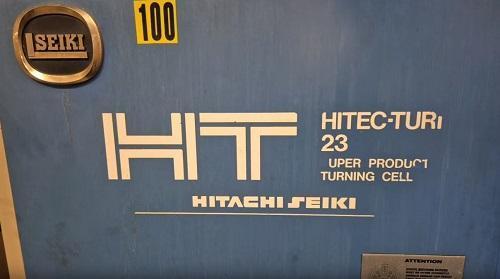 SEIKI
100
HT
HITEC-TURI
23
UPER PRODUCT
TURNING CELL
HITACHI SEIKI
ATTENTION